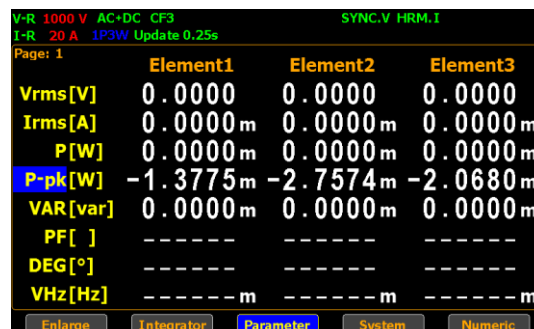 V-R 1000 V AC+DC CF3 SYNC.V HRM.I
I-R 20 A 1P3W Update 0.25s
Page: 1
Element1 Element2 Element3
Vrms[V] 0.0000 0.0000 0.0000
Irms[A] 0.0000m 0.0000m 0.0000m
P[W] 0.0000m 0.0000m 0.0000m
P-pk[W] -1.3775m -2.7574m -2.0680m
VAR[var] 0.0000m 0.0000m 0.0000m
PF[ ] ------ ------ ------
DEG[°] ------ ------ ------
VHz[Hz] ------m ------m ------m
Enlarge Integrator Parameter System Numeric